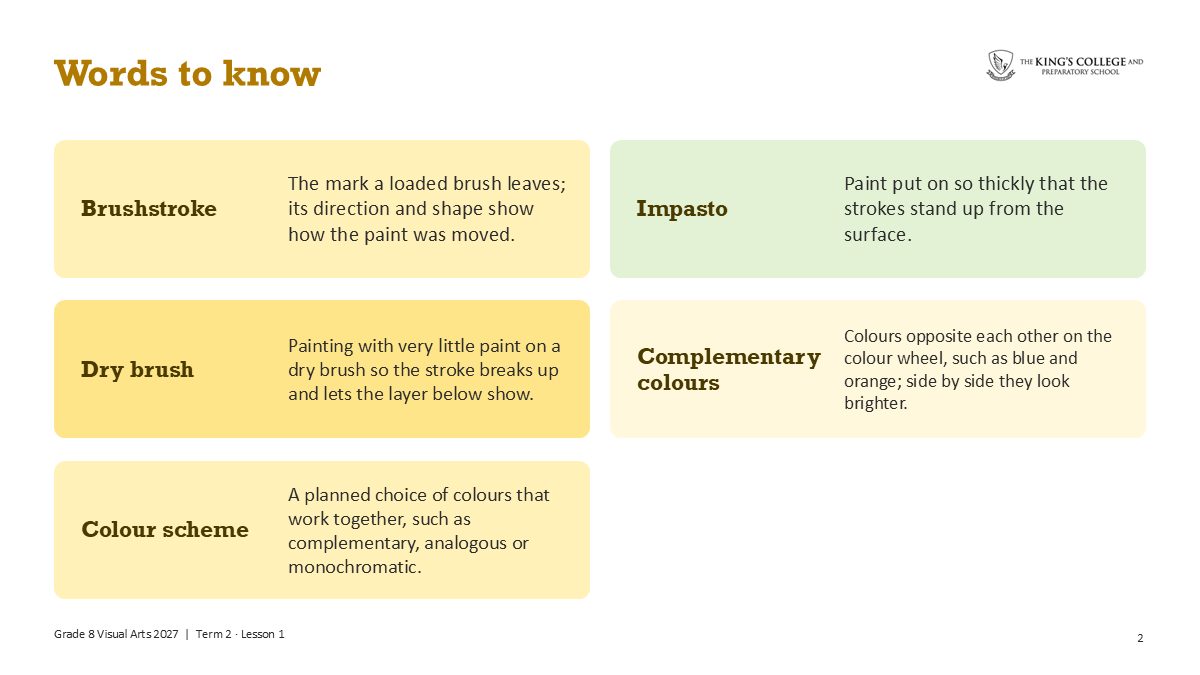 Words to know
THE KING'S COLLEGE AND
PREPARATORY SCHOOL
Brushstroke
The mark a loaded brush leaves;
its direction and shape show
how the paint was moved.
Impasto
Paint put on so thickly that the
strokes stand up from the
surface.
Dry brush
Painting with very little paint on a
dry brush so the stroke breaks up
and lets the layer below show.
Complementary
colours
Colours opposite each other on the
colour wheel, such as blue and
orange; side by side they look
brighter.
Colour scheme
A planned choice of colours that
work together, such as
complementary, analogous or
monochromatic.
Grade 8 Visual Arts 2027 | Term 2 · Lesson 1
2